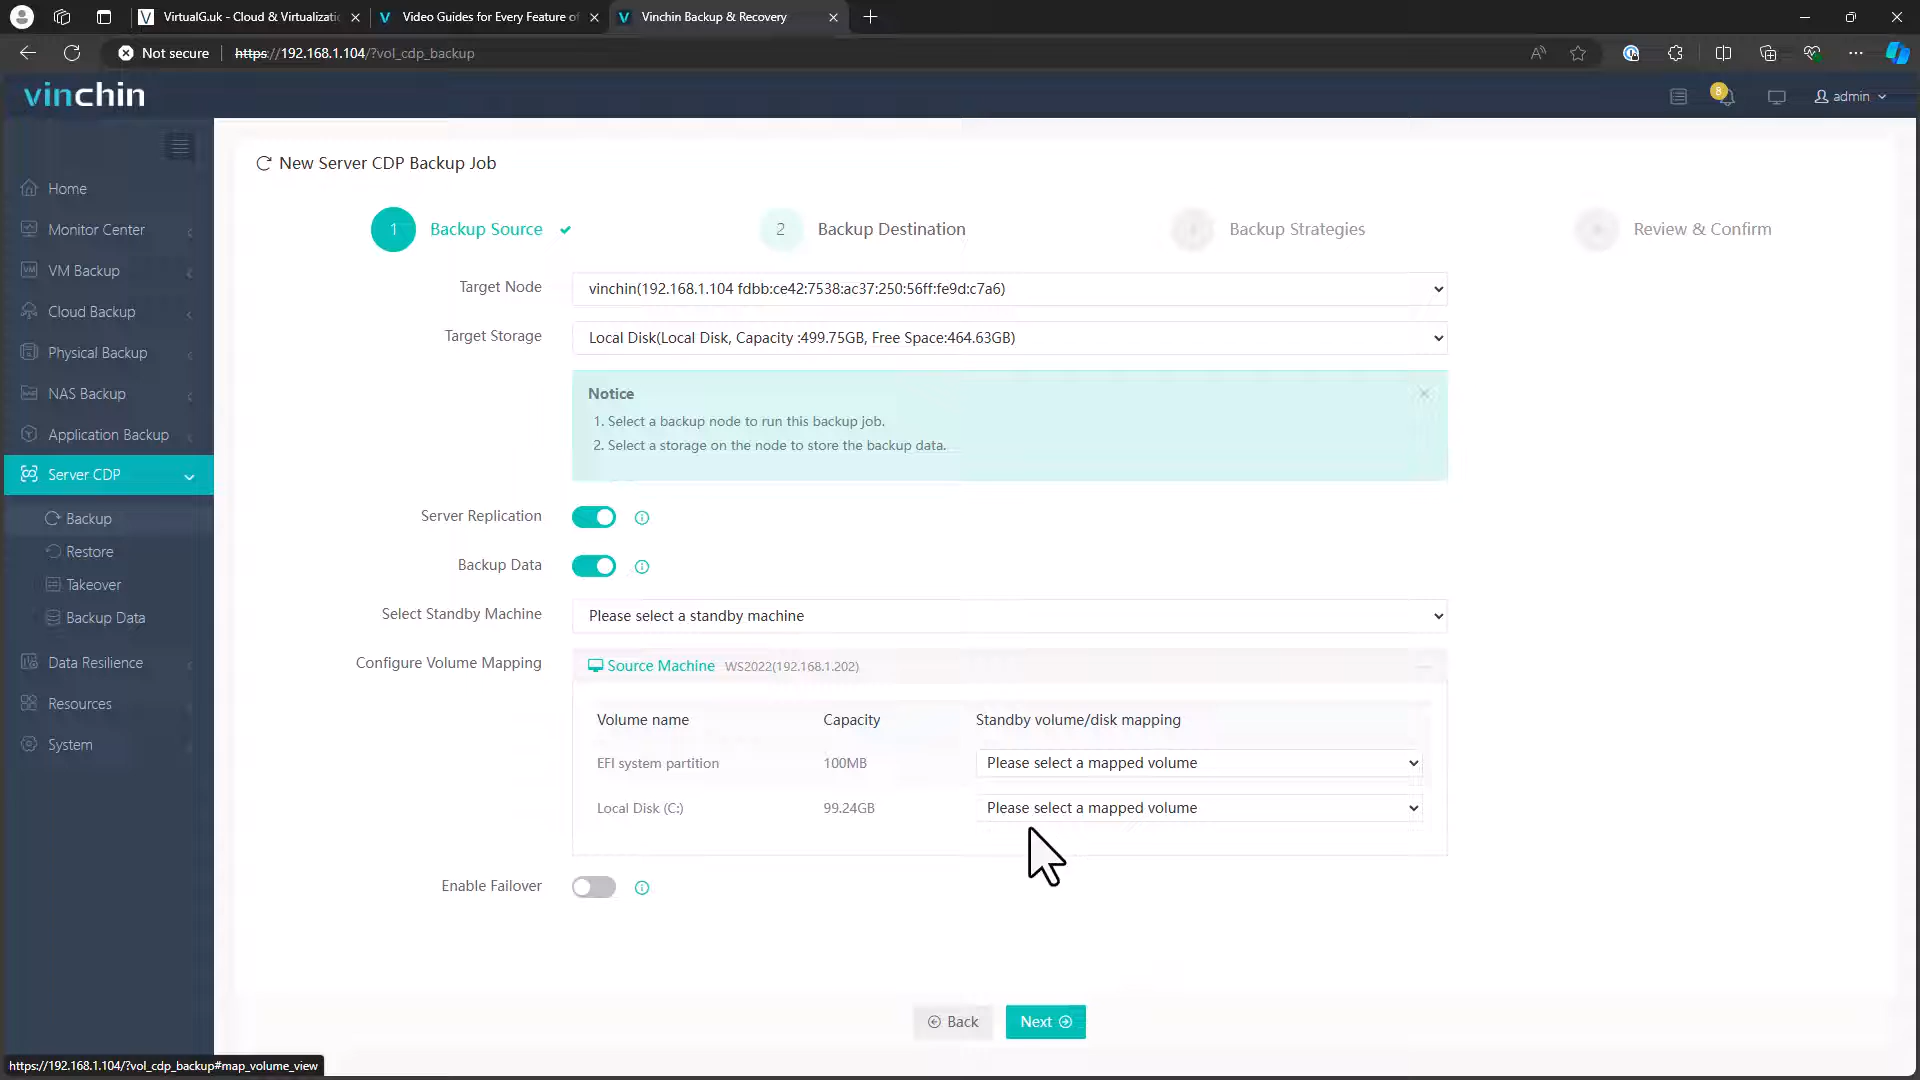 VirtualG.uk - Cloud & Virtualizatic
Video Guides for Every Feature of
Vinchin Backup & Recovery
Not secure
https://192.168.1.104/?vol_cdp_backup
vinchin
8
admin
Home
Monitor Center
VM Backup
Cloud Backup
Physical Backup
NAS Backup
Application Backup
Server CDP
Backup
Restore
Takeover
Backup Data
Data Resilience
Resources
System
New Server CDP Backup Job
1 Backup Source
2 Backup Destination
Backup Strategies
Review & Confirm
Target Node
vinchin(192.168.1.104 fdbb:ce42:7538:ac37:250:56ff:fe9d:c7a6)
Target Storage
Local Disk(Local Disk, Capacity :499.75GB, Free Space:464.63GB)
Notice
1. Select a backup node to run this backup job.
2. Select a storage on the node to store the backup data.
Server Replication
Backup Data
Select Standby Machine
Please select a standby machine
Configure Volume Mapping
Source Machine WS2022(192.168.1.202)
Volume name Capacity Standby volume/disk mapping
EFI system partition 100MB Please select a mapped volume
Local Disk (C:) 99.24GB Please select a mapped volume
Enable Failover
Back
Next
https://192.168.1.104/?vol_cdp_backup#map_volume_view